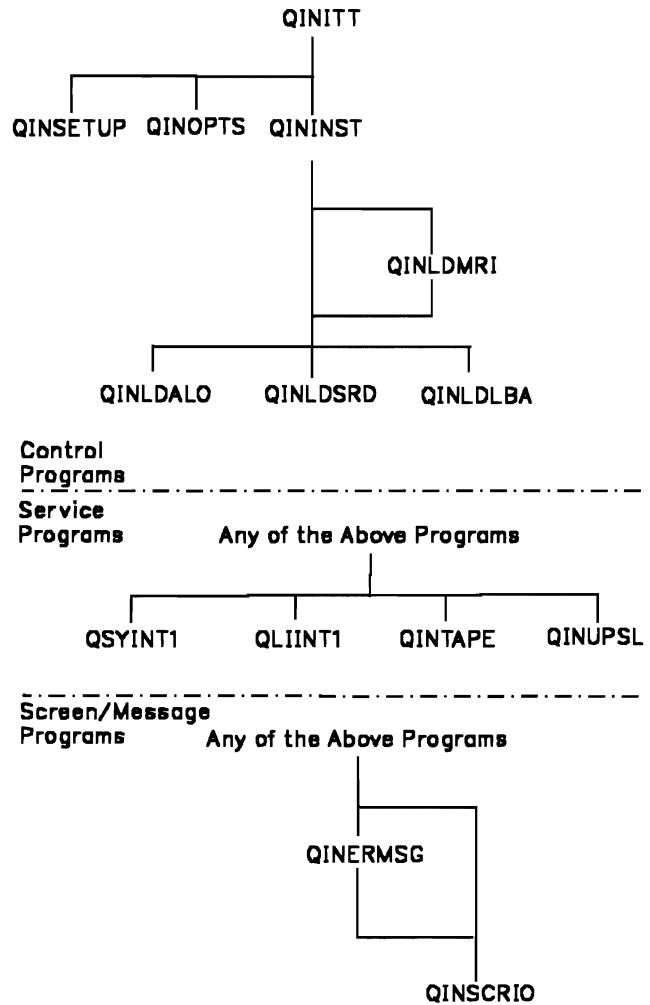 QINITT
QINSETUP QINOPTS QININST
QINLDMRI
QINLDALO QINLDSRD QINLDLBA
Control
Programs
Service
Programs Any of the Above Programs
QSYINT1 QLIINT1 QINTAPE QINUPSL
Screen/Message
Programs Any of the Above Programs
QINERMSG
QINSCRIO